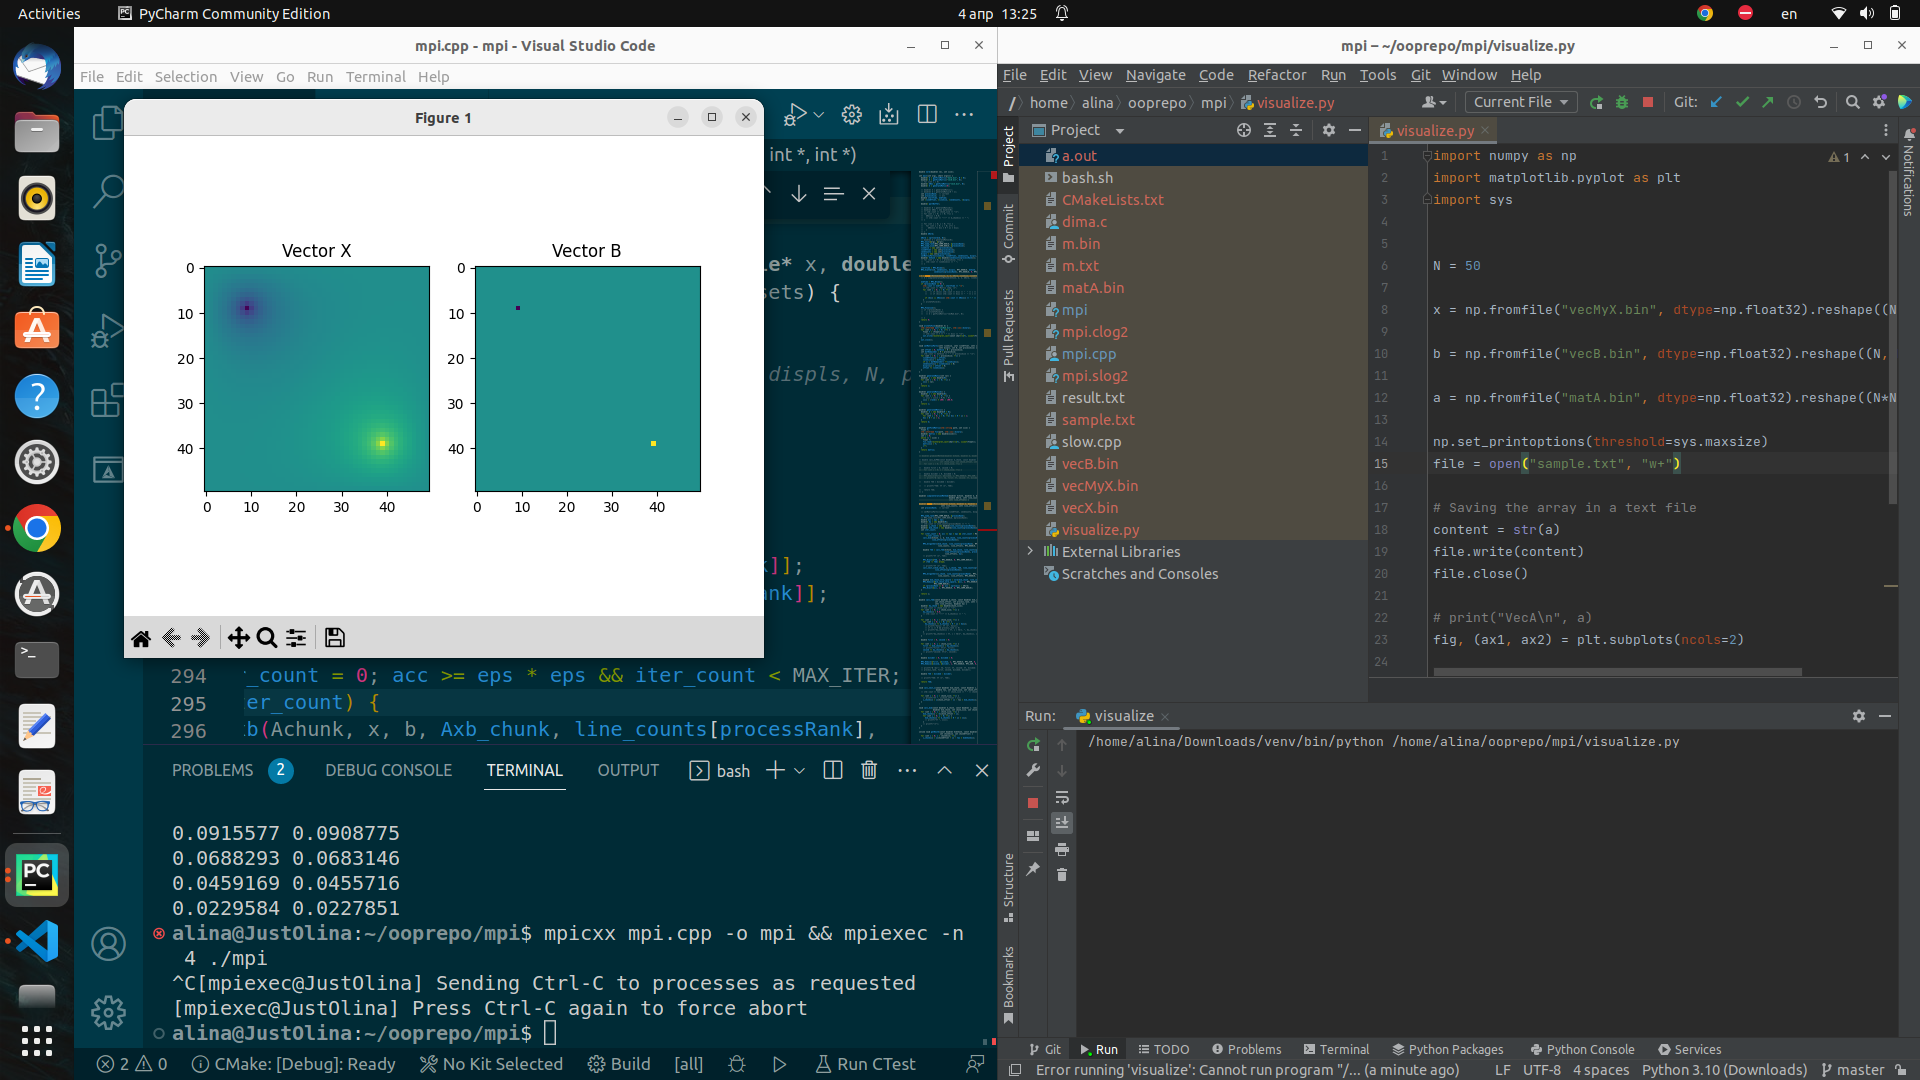 Activities
PyCharm Community Edition
4 апр 13:25
en
mpi.cpp - mpi - Visual Studio Code
File Edit Selection View Go Run Terminal Help
int *, int *)
Figure 1
Vector X
Vector B
0
10
20
30
40
0 10 20 30 40
0
10
20
30
40
0 10 20 30 40
le* x, double
sets) {
displs, N, p
k]];
nk]];
294 r_count = 0; acc >= eps * eps && iter_count < MAX_ITER;
295 er_count) {
296 b(Achunk, x, b, Axb_chunk, line_counts[processRank],
PROBLEMS 2 DEBUG CONSOLE TERMINAL OUTPUT bash
0.0915577 0.0908775
0.0688293 0.0683146
0.0459169 0.0455716
0.0229584 0.0227851
alina@JustOlina:~/ooprepo/mpi$ mpicxx mpi.cpp -o mpi && mpiexec -n
4 ./mpi
^C[mpiexec@JustOlina] Sending Ctrl-C to processes as requested
[mpiexec@JustOlina] Press Ctrl-C again to force abort
alina@JustOlina:~/ooprepo/mpi$
2 0 CMake: [Debug]: Ready No Kit Selected Build [all] Run CTest
mpi – ~/ooprepo/mpi/visualize.py
File Edit View Navigate Code Refactor Run Tools Git Window Help
/ home alina ooprepo mpi visualize.py
Current File
Git:
Project
Commit
Pull Requests
Structure
Bookmarks
Notifications
Project
a.out
bash.sh
CMakeLists.txt
dima.c
m.bin
m.txt
matA.bin
mpi
mpi.clog2
mpi.cpp
mpi.slog2
result.txt
sample.txt
slow.cpp
vecB.bin
vecMyX.bin
vecX.bin
visualize.py
External Libraries
Scratches and Consoles
visualize.py
1
1 import numpy as np
2 import matplotlib.pyplot as plt
3 import sys
4
5
6 N = 50
7
8 x = np.fromfile("vecMyX.bin", dtype=np.float32).reshape((N
9
10 b = np.fromfile("vecB.bin", dtype=np.float32).reshape((N,
11
12 a = np.fromfile("matA.bin", dtype=np.float32).reshape((N*N
13
14 np.set_printoptions(threshold=sys.maxsize)
15 file = open("sample.txt", "w+")
16
17 # Saving the array in a text file
18 content = str(a)
19 file.write(content)
20 file.close()
21
22 # print("VecA\n", a)
23 fig, (ax1, ax2) = plt.subplots(ncols=2)
24
Run: visualize
/home/alina/Downloads/venv/bin/python /home/alina/ooprepo/mpi/visualize.py
Git Run TODO Problems Terminal Python Packages Python Console Services
Error running 'visualize': Cannot run program "/... (a minute ago)
LF UTF-8 4 spaces Python 3.10 (Downloads) master